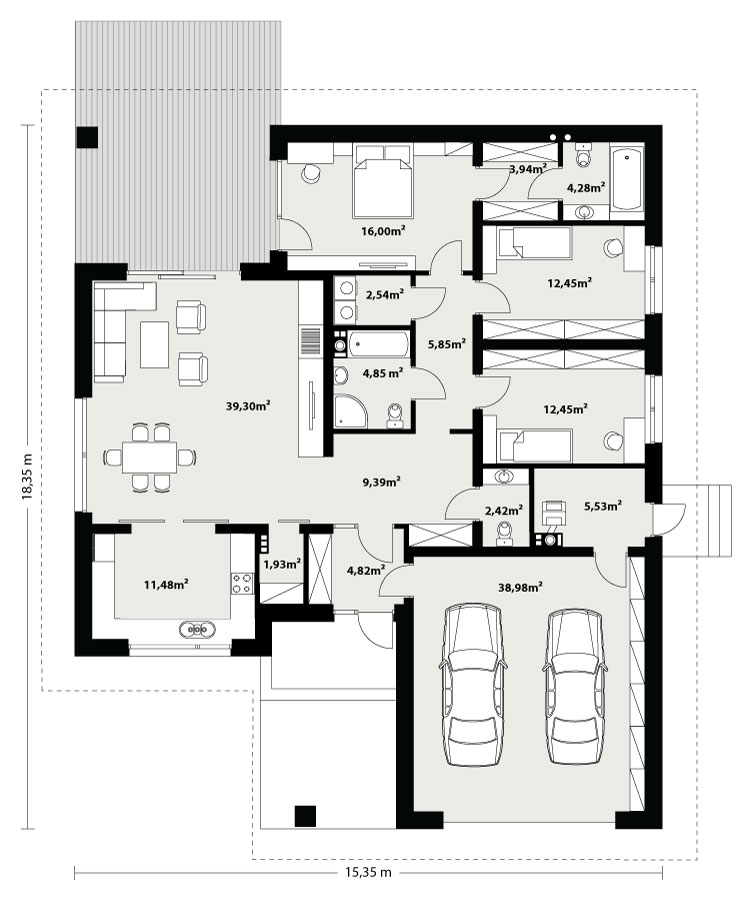 3,94m²
4,28m²
16,00m²
12,45m²
2,54m²
5,85m²
4,85 m²
39,30m²
12,45m²
18,35 m
9,39m²
2,42m²
5,53m²
1,93m²
4,82m²
11,48m²
38,98m²
15,35 m